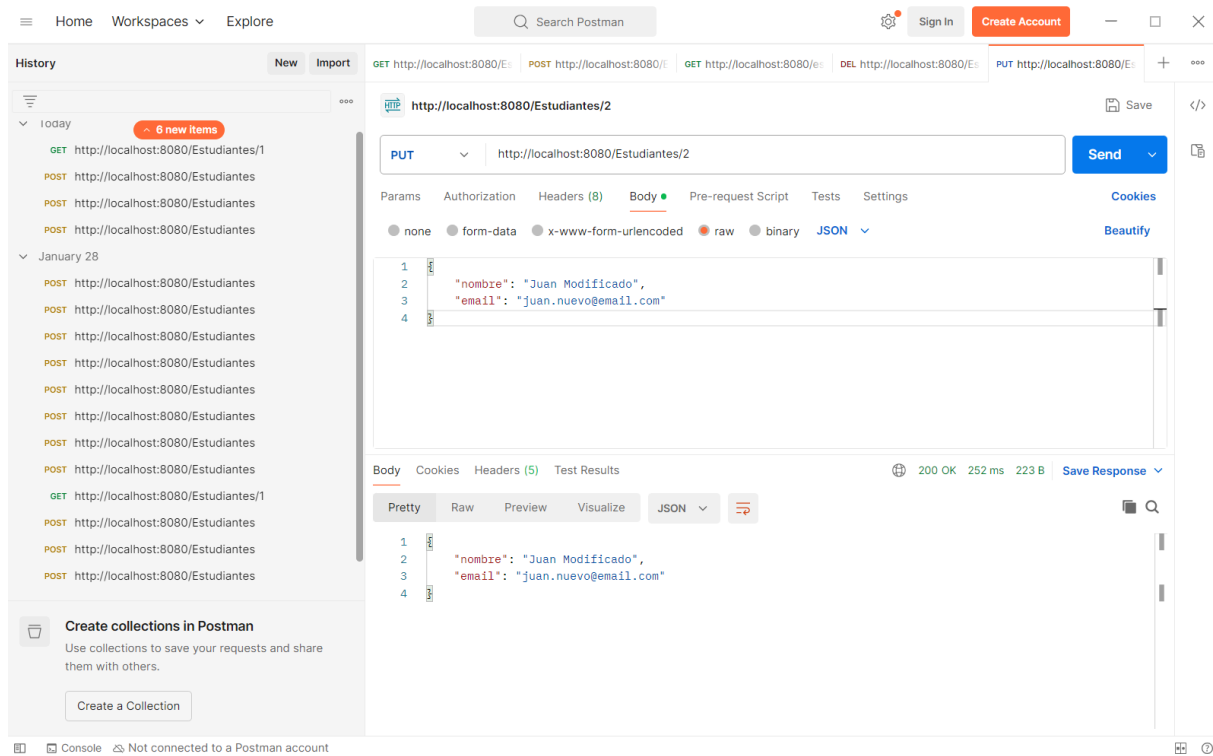 Home Workspaces Explore Search Postman Sign In Create Account
History New Import
GET http://localhost:8080/Es POST http://localhost:8080/E GET http://localhost:8080/es DEL http://localhost:8080/Es PUT http://localhost:8080/Es
Today
6 new items
GET http://localhost:8080/Estudiantes/1
POST http://localhost:8080/Estudiantes
POST http://localhost:8080/Estudiantes
POST http://localhost:8080/Estudiantes
January 28
POST http://localhost:8080/Estudiantes
POST http://localhost:8080/Estudiantes
POST http://localhost:8080/Estudiantes
POST http://localhost:8080/Estudiantes
POST http://localhost:8080/Estudiantes
POST http://localhost:8080/Estudiantes
POST http://localhost:8080/Estudiantes
POST http://localhost:8080/Estudiantes
GET http://localhost:8080/Estudiantes/1
POST http://localhost:8080/Estudiantes
POST http://localhost:8080/Estudiantes
POST http://localhost:8080/Estudiantes
Create collections in Postman
Use collections to save your requests and share
them with others.
Create a Collection
HTTP http://localhost:8080/Estudiantes/2 Save
PUT http://localhost:8080/Estudiantes/2 Send
Params Authorization Headers (8) Body Pre-request Script Tests Settings Cookies
none form-data x-www-form-urlencoded raw binary JSON Beautify
1 {
2 "nombre": "Juan Modificado",
3 "email": "juan.nuevo@email.com"
4 }
Body Cookies Headers (5) Test Results 200 OK 252 ms 223 B Save Response
Pretty Raw Preview Visualize JSON
1 {
2 "nombre": "Juan Modificado",
3 "email": "juan.nuevo@email.com"
4 }
Console Not connected to a Postman account